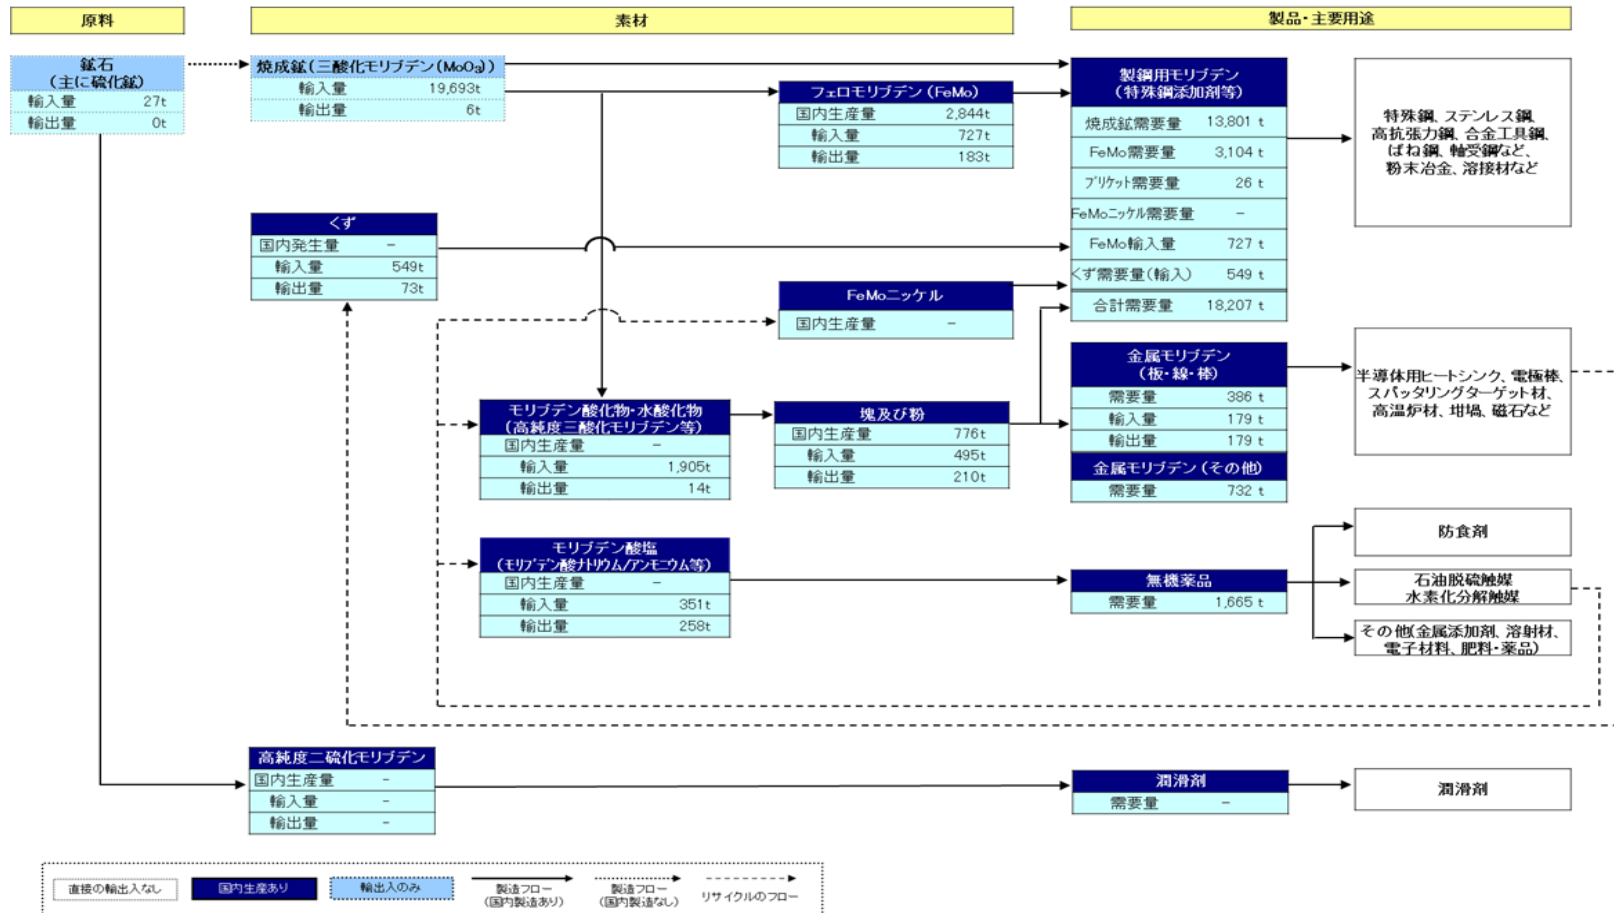 原料
素材
製品・主要用途
鉱石
(主に硫化鉱)
輸入量 27t
輸出量 0t
焼成鉱(三酸化モリブデン(MoO₃))
輸入量 19,693t
輸出量 6t
フェロモリブデン(FeMo)
国内生産量 2,844t
輸入量 727t
輸出量 183t
製鋼用モリブデン
(特殊鋼添加剤等)
焼成鉱需要量 13,801 t
FeMo需要量 3,104 t
ブリケット需要量 26 t
FeMoニッケル需要量 -
FeMo輸入量 727 t
くず需要量(輸入) 549 t
合計需要量 18,207 t
特殊鋼、ステンレス鋼、
高抗張力鋼、合金工具鋼、
ばね鋼、軸受鋼など、
粉末冶金、溶接材など
くず
国内発生量 -
輸入量 549t
輸出量 73t
FeMoニッケル
国内生産量 -
金属モリブデン
(板・線・棒)
需要量 386 t
輸入量 179 t
輸出量 179 t
金属モリブデン(その他)
需要量 732 t
半導体用ヒートシンク、電極棒、
スパッタリングターゲット材、
高温炉材、坩堝、磁石など
モリブデン酸化物・水酸化物
(高純度三酸化モリブデン等)
国内生産量 -
輸入量 1,905t
輸出量 14t
塊及び粉
国内生産量 776t
輸入量 495t
輸出量 210t
モリブデン酸塩
(モリブデン酸ナトリウム/アンモニウム等)
国内生産量 -
輸入量 351t
輸出量 258t
無機薬品
需要量 1,665 t
防食剤
石油脱硫触媒
水素化分解触媒
その他(金属添加剤、溶射材、
電子材料、肥料・薬品)
高純度二硫化モリブデン
国内生産量 -
輸入量 -
輸出量 -
潤滑剤
需要量 -
潤滑剤
直接の輸出入なし
国内生産あり
輸出入のみ
製造フロー
(国内製造あり)
製造フロー
(国内製造なし)
リサイクルのフロー